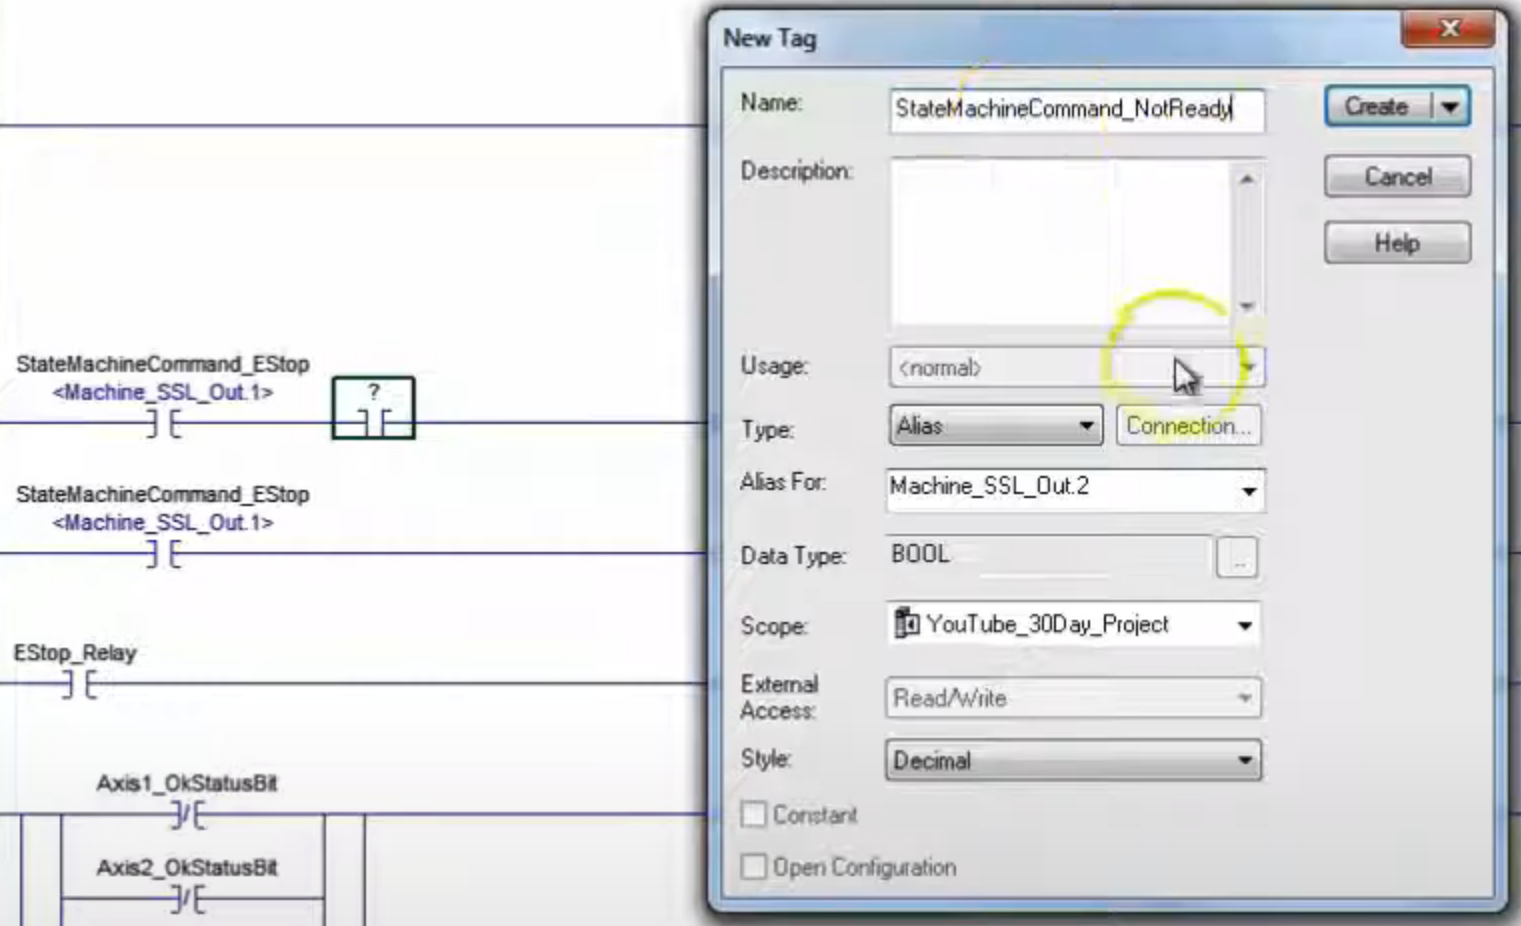 New Tag
X
Name:
StateMachineCommand_NotReady
Create
Description:
Cancel
Help
Usage:
<normal>
Type:
Alias
Connection...
Alias For:
Machine_SSL_Out.2
Data Type:
BOOL
...
Scope:
YouTube_30Day_Project
External
Access:
Read/Write
Style:
Decimal
Constant
Open Configuration
StateMachineCommand_EStop
<Machine_SSL_Out.1>
?
StateMachineCommand_EStop
<Machine_SSL_Out.1>
EStop_Relay
Axis1_OkStatusBit
Axis2_OkStatusBit